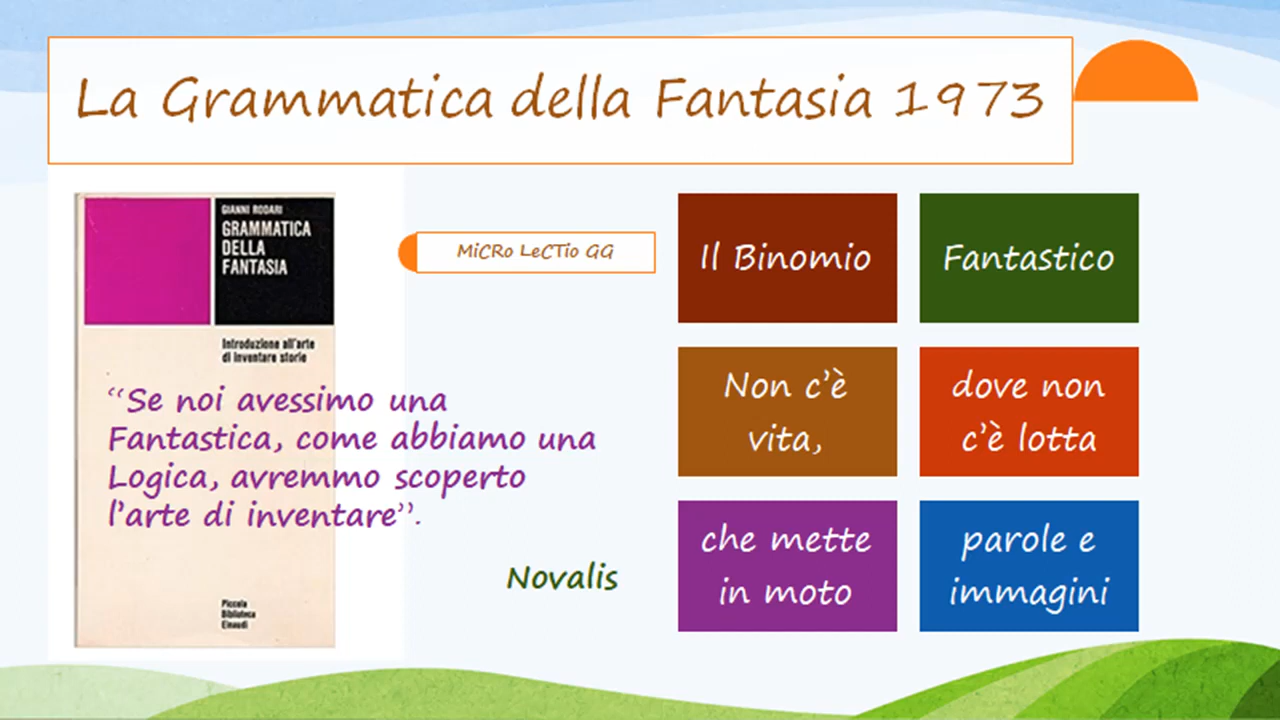 La Grammatica della Fantasia 1973
GIANNI RODARI
GRAMMATICA
DELLA
FANTASIA
Introduzione all'arte
di inventare storie
“Se noi avessimo una
Fantastica, come abbiamo una
Logica, avremmo scoperto
l’arte di inventare”.
Novalis
Piccola
Biblioteca
Einaudi
MiCRo LeCTio GG
Il Binomio
Fantastico
Non c’è
vita,
dove non
c’è lotta
che mette
in moto
parole e
immagini